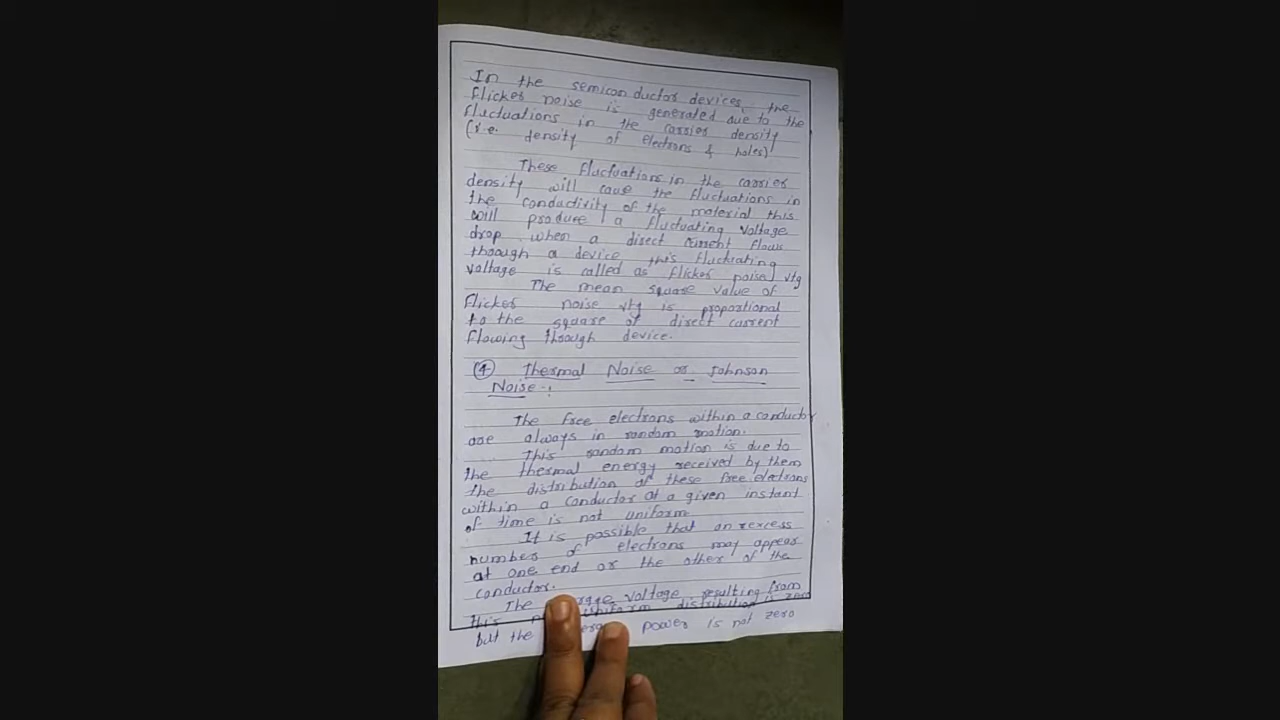 In the semiconductor devices, the
flicker noise is generated due to the
fluctuations in the carrier density
(i.e. density of electrons & holes)
These fluctuations in the carrier
density will cause the fluctuations in
the conductivity of the material this
will produce a fluctuating voltage
drop when a direct current flows
through a device this fluctuating
voltage is called as flicker noise vtg
The mean square value of
flicker noise vtg is proportional
to the square of direct current
flowing through device.
(4) Thermal Noise or Johnson
Noise :
The free electrons within a conductor
are always in random motion.
This random motion is due to
the thermal energy received by them
the distribution of these free electrons
within a conductor at a given instant
of time is not uniform
It is possible that an excess
number of electrons may appear
at one end or the other of the
conductor.
The voltage resulting from
this uniform distribution is zero
but the power is not zero